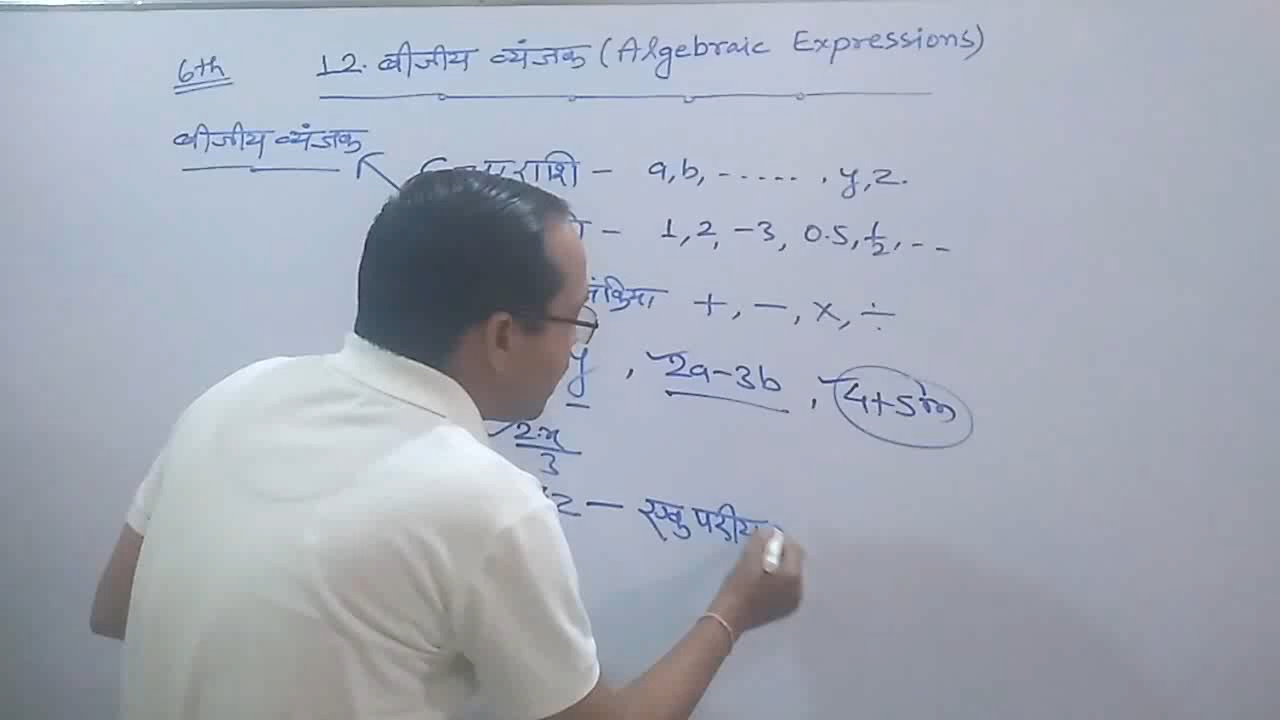 6th 12. बीजीय व्यंजक (Algebraic Expressions)
बीजीय व्यंजक
राशि - a, b, ...... , y, z.
- 1, 2, -3, 0.5, 1/2, --
+, -, ×, ÷
y, 2a-3b, 4+5m
2x/3
z - एकपदीय